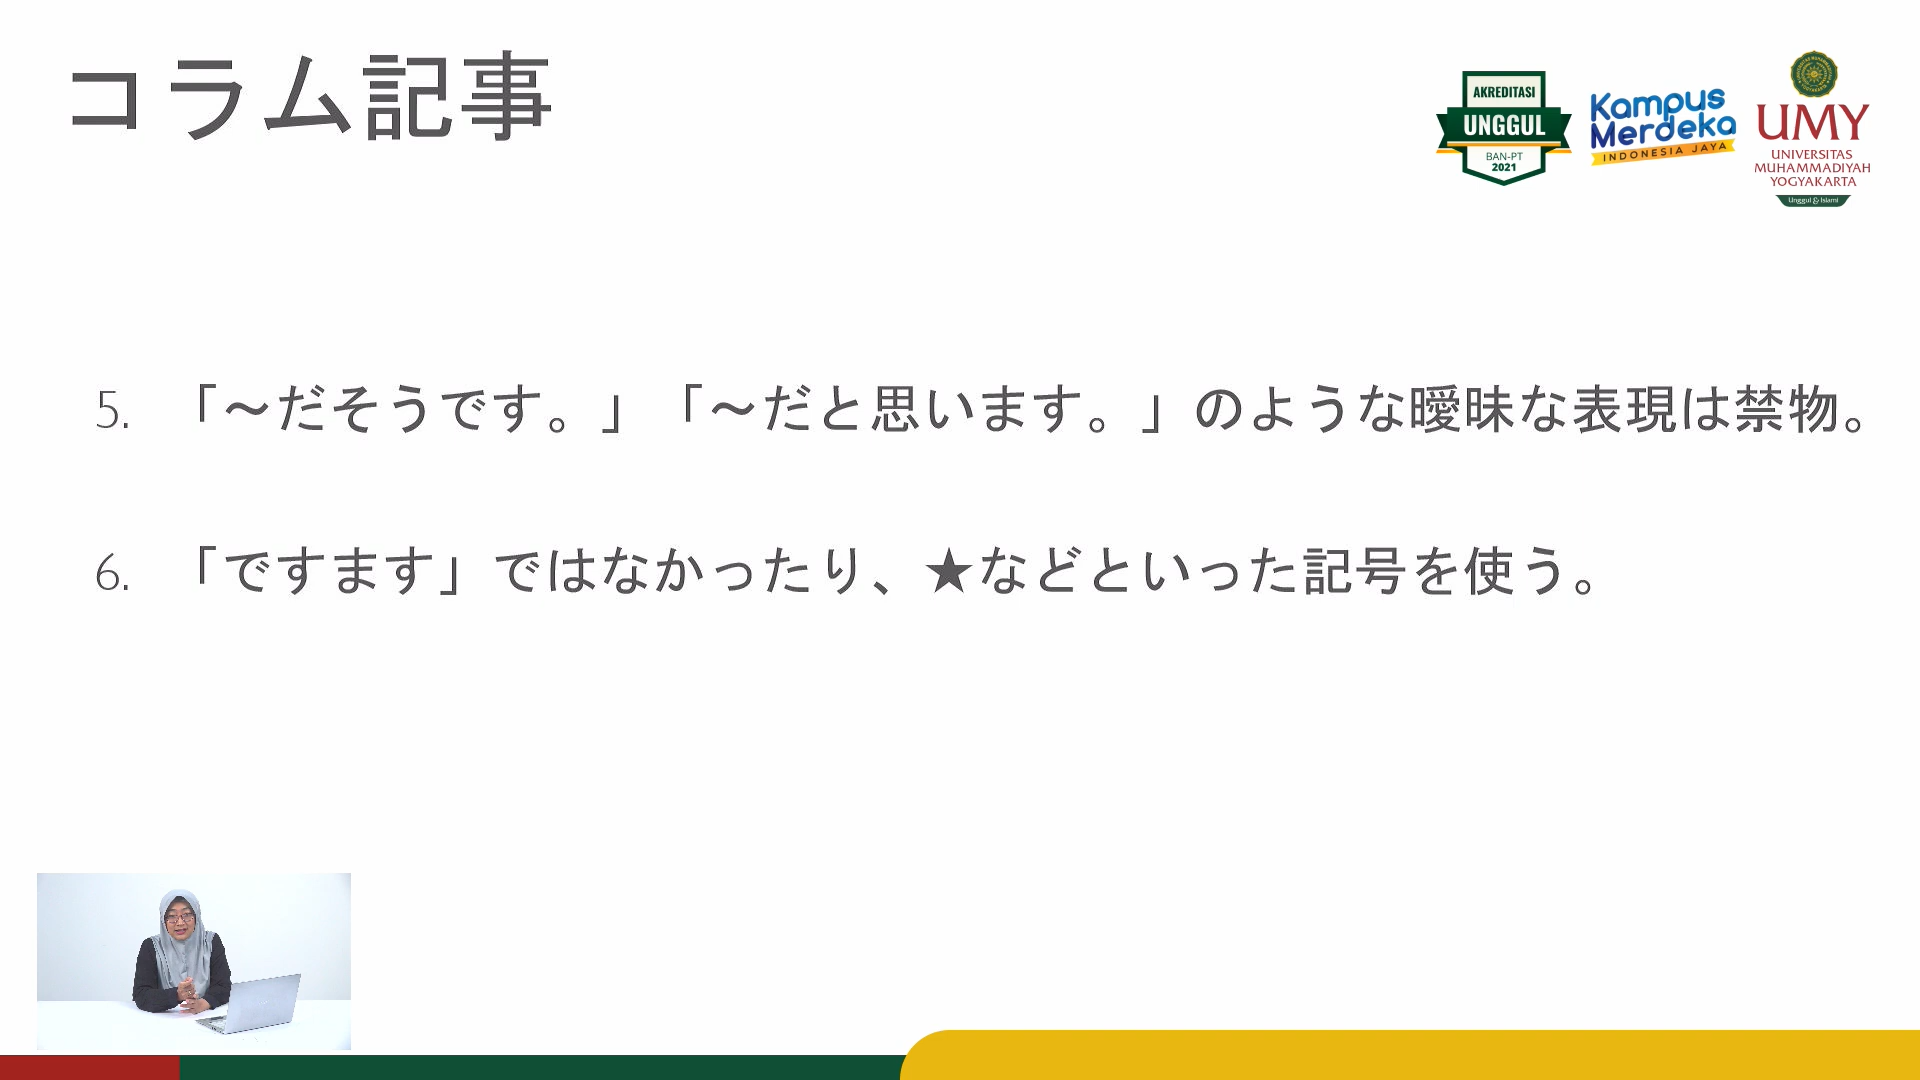 コラム記事
AKREDITASI
UNGGUL
BAN-PT
2021
Kampus
Merdeka
INDONESIA JAYA
UMY
UNIVERSITAS
MUHAMMADIYAH
YOGYAKARTA
Unggul & Islami
5. 「～だそうです。」「～だと思います。」のような曖昧な表現は禁物。
6. 「ですます」ではなかったり、★などといった記号を使う。